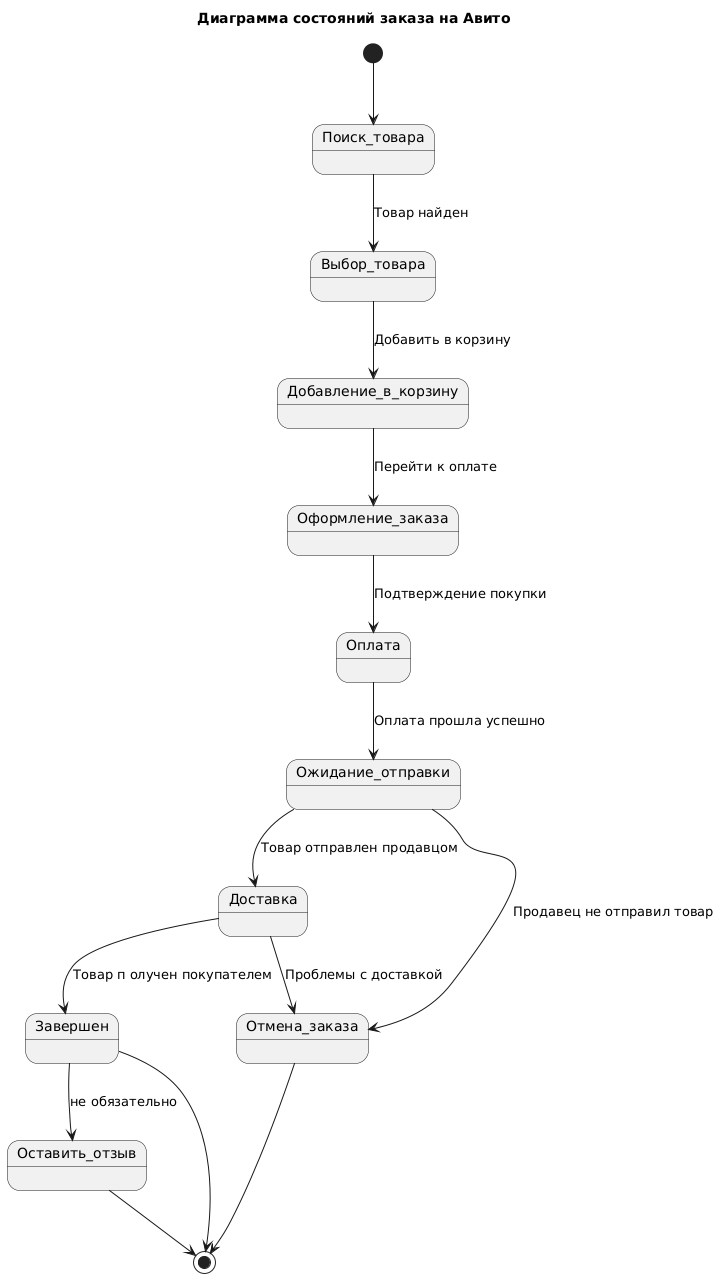 Диаграмма состояний заказа на Авито
Поиск_товара
Товар найден
Выбор_товара
Добавить в корзину
Добавление_в_корзину
Перейти к оплате
Оформление_заказа
Подтверждение покупки
Оплата
Оплата прошла успешно
Ожидание_отправки
Товар отправлен продавцом
Доставка
Продавец не отправил товар
Товар п олучен покупателем
Проблемы с доставкой
Завершен
Отмена_заказа
не обязательно
Оставить_отзыв